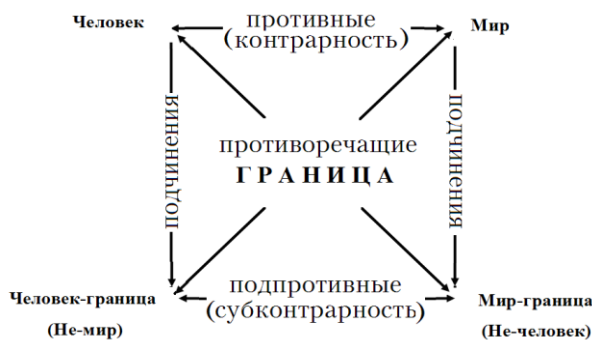 Человек
противные
(контрарность)
Мир
подчинения
противоречащие
ГРАНИЦА
подчинения
Человек-граница
(Не-мир)
подпротивные
(субконтрарность)
Мир-граница
(Не-человек)